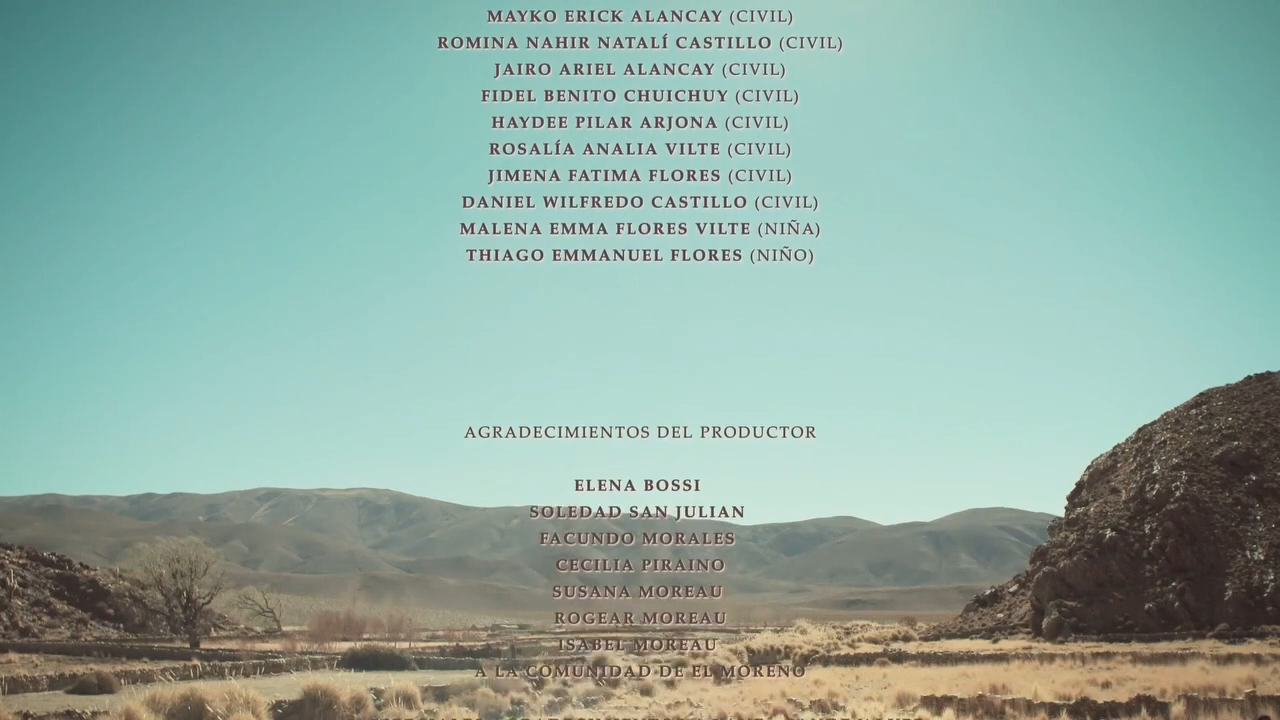 MAYKO ERICK ALANCAY (CIVIL)
ROMINA NAHIR NATALÍ CASTILLO (CIVIL)
JAIRO ARIEL ALANCAY (CIVIL)
FIDEL BENITO CHUICHUY (CIVIL)
HAYDEE PILAR ARJONA (CIVIL)
ROSALÍA ANALIA VILTE (CIVIL)
JIMENA FATIMA FLORES (CIVIL)
DANIEL WILFREDO CASTILLO (CIVIL)
MALENA EMMA FLORES VILTE (NIÑA)
THIAGO EMMANUEL FLORES (NIÑO)
AGRADECIMIENTOS DEL PRODUCTOR
ELENA BOSSI
SOLEDAD SAN JULIAN
FACUNDO MORALES
CECILIA PIRAINO
SUSANA MOREAU
ROGEAR MOREAU
ISABEL MOREAU
A LA COMUNIDAD DE EL MORENO